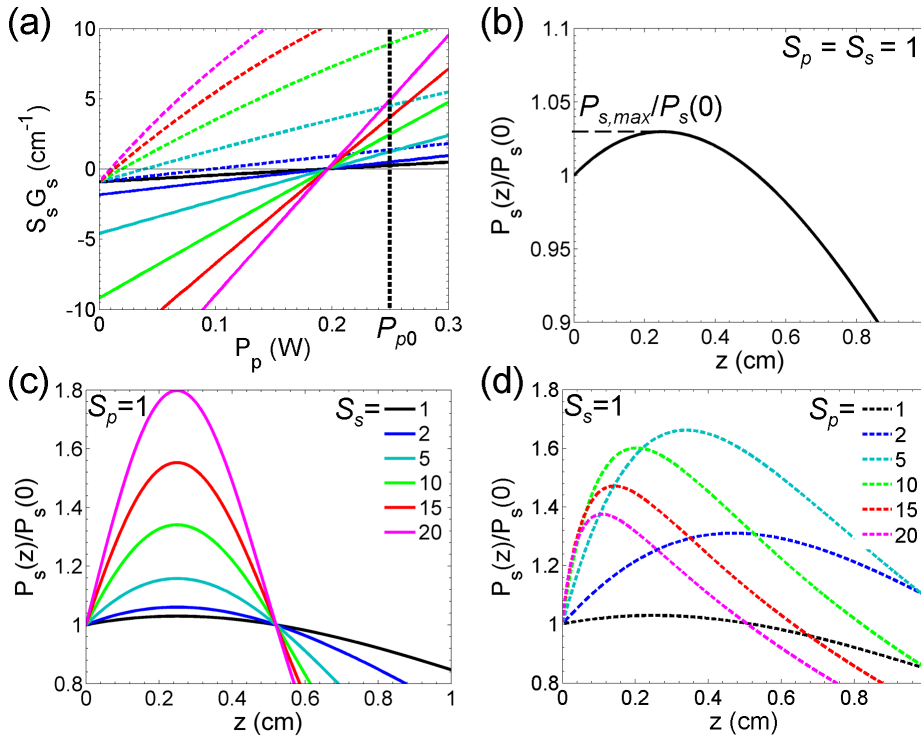 (a)
10
5
0
-5
-10
S_sG_s (cm^-1)
0 0.1 0.2 0.3
P_p0
P_p (W)
(b)
S_p = S_s = 1
P_s,max/P_s(0)
1.1
1.05
1
0.95
0.9
P_s(z)/P_s(0)
0 0.2 0.4 0.6 0.8
z (cm)
(c)
S_p=1
S_s=
1
2
5
10
15
20
1.8
1.6
1.4
1.2
1
0.8
P_s(z)/P_s(0)
0 0.2 0.4 0.6 0.8 1
z (cm)
(d)
S_s=1
S_p=
1
2
5
10
15
20
1.8
1.6
1.4
1.2
1
0.8
P_s(z)/P_s(0)
0 0.2 0.4 0.6 0.8
z (cm)